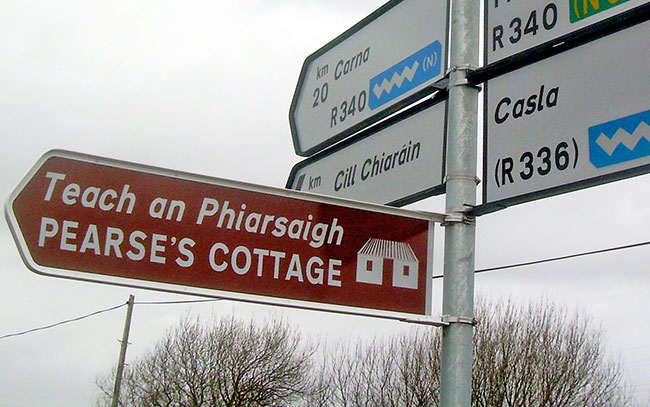 km Carna
20 R340 (N)
km Cill Chiaráin
Teach an Phiarsaigh
PEARSE'S COTTAGE
R340 (N
Casla
(R336)